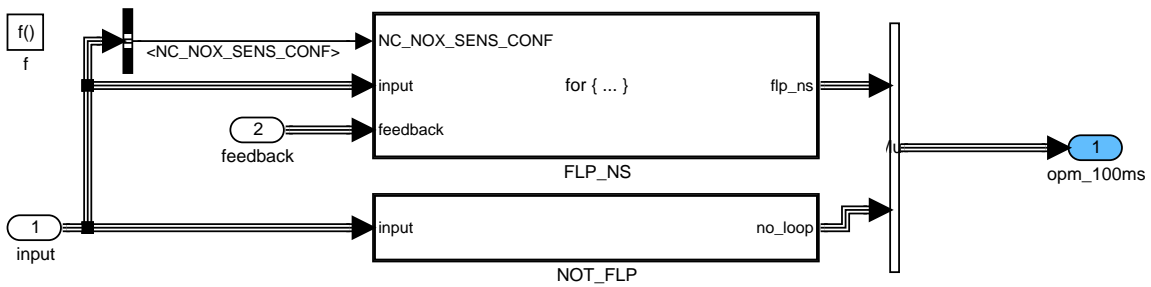 f()
f
<NC_NOX_SENS_CONF>
NC_NOX_SENS_CONF
input
for { ... }
flp_ns
feedback
2
feedback
FLP_NS
1
opm_100ms
1
input
input
no_loop
NOT_FLP